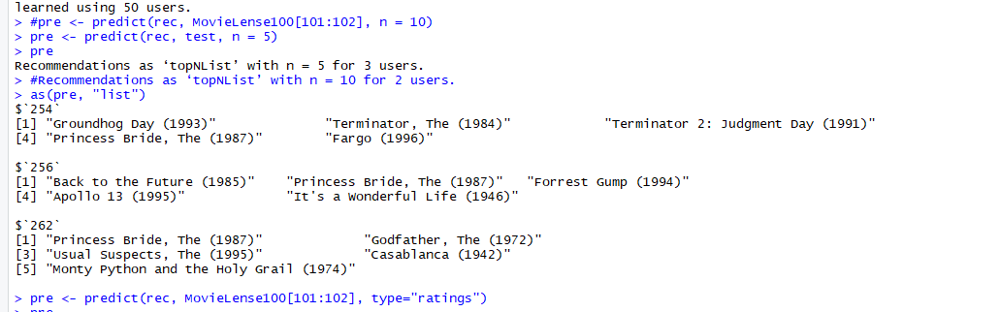 learned using 50 users.
> #pre <- predict(rec, MovieLense100[101:102], n = 10)
> pre <- predict(rec, test, n = 5)
> pre
Recommendations as ‘topNList’ with n = 5 for 3 users.
> #Recommendations as ‘topNList’ with n = 10 for 2 users.
> as(pre, "list")
$`254`
[1] "Groundhog Day (1993)" "Terminator, The (1984)" "Terminator 2: Judgment Day (1991)"
[4] "Princess Bride, The (1987)" "Fargo (1996)"
$`256`
[1] "Back to the Future (1985)" "Princess Bride, The (1987)" "Forrest Gump (1994)"
[4] "Apollo 13 (1995)" "It's a Wonderful Life (1946)"
$`262`
[1] "Princess Bride, The (1987)" "Godfather, The (1972)"
[3] "Usual Suspects, The (1995)" "Casablanca (1942)"
[5] "Monty Python and the Holy Grail (1974)"
> pre <- predict(rec, MovieLense100[101:102], type="ratings")